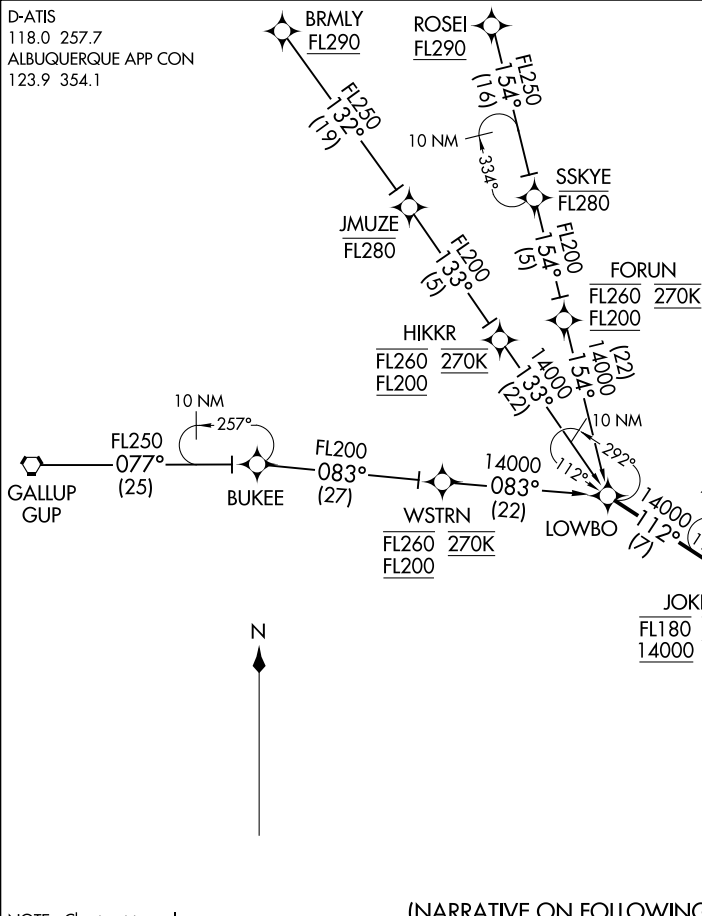 D-ATIS
118.0 257.7
ALBUQUERQUE APP CON
123.9 354.1
BRMLY
FL290
ROSEI
FL290
FL250
132°
(19)
FL250
154°
(16)
10 NM
334°
SSKYE
FL280
JMUZE
FL280
FL200
133°
(5)
FL200
154°
(5)
FORUN
FL260 270K
FL200
HIKKR
FL260 270K
FL200
14000
133°
(22)
(22)
14000
154°
10 NM
292°
112°
10 NM
257°
FL250
077°
(25)
GALLUP
GUP
BUKEE
FL200
083°
(27)
WSTRN
FL260 270K
FL200
14000
083°
(22)
LOWBO
14000
112°
(7)
(1
JOK
FL180
14000
N
(NARRATIVE ON FOLLOWING